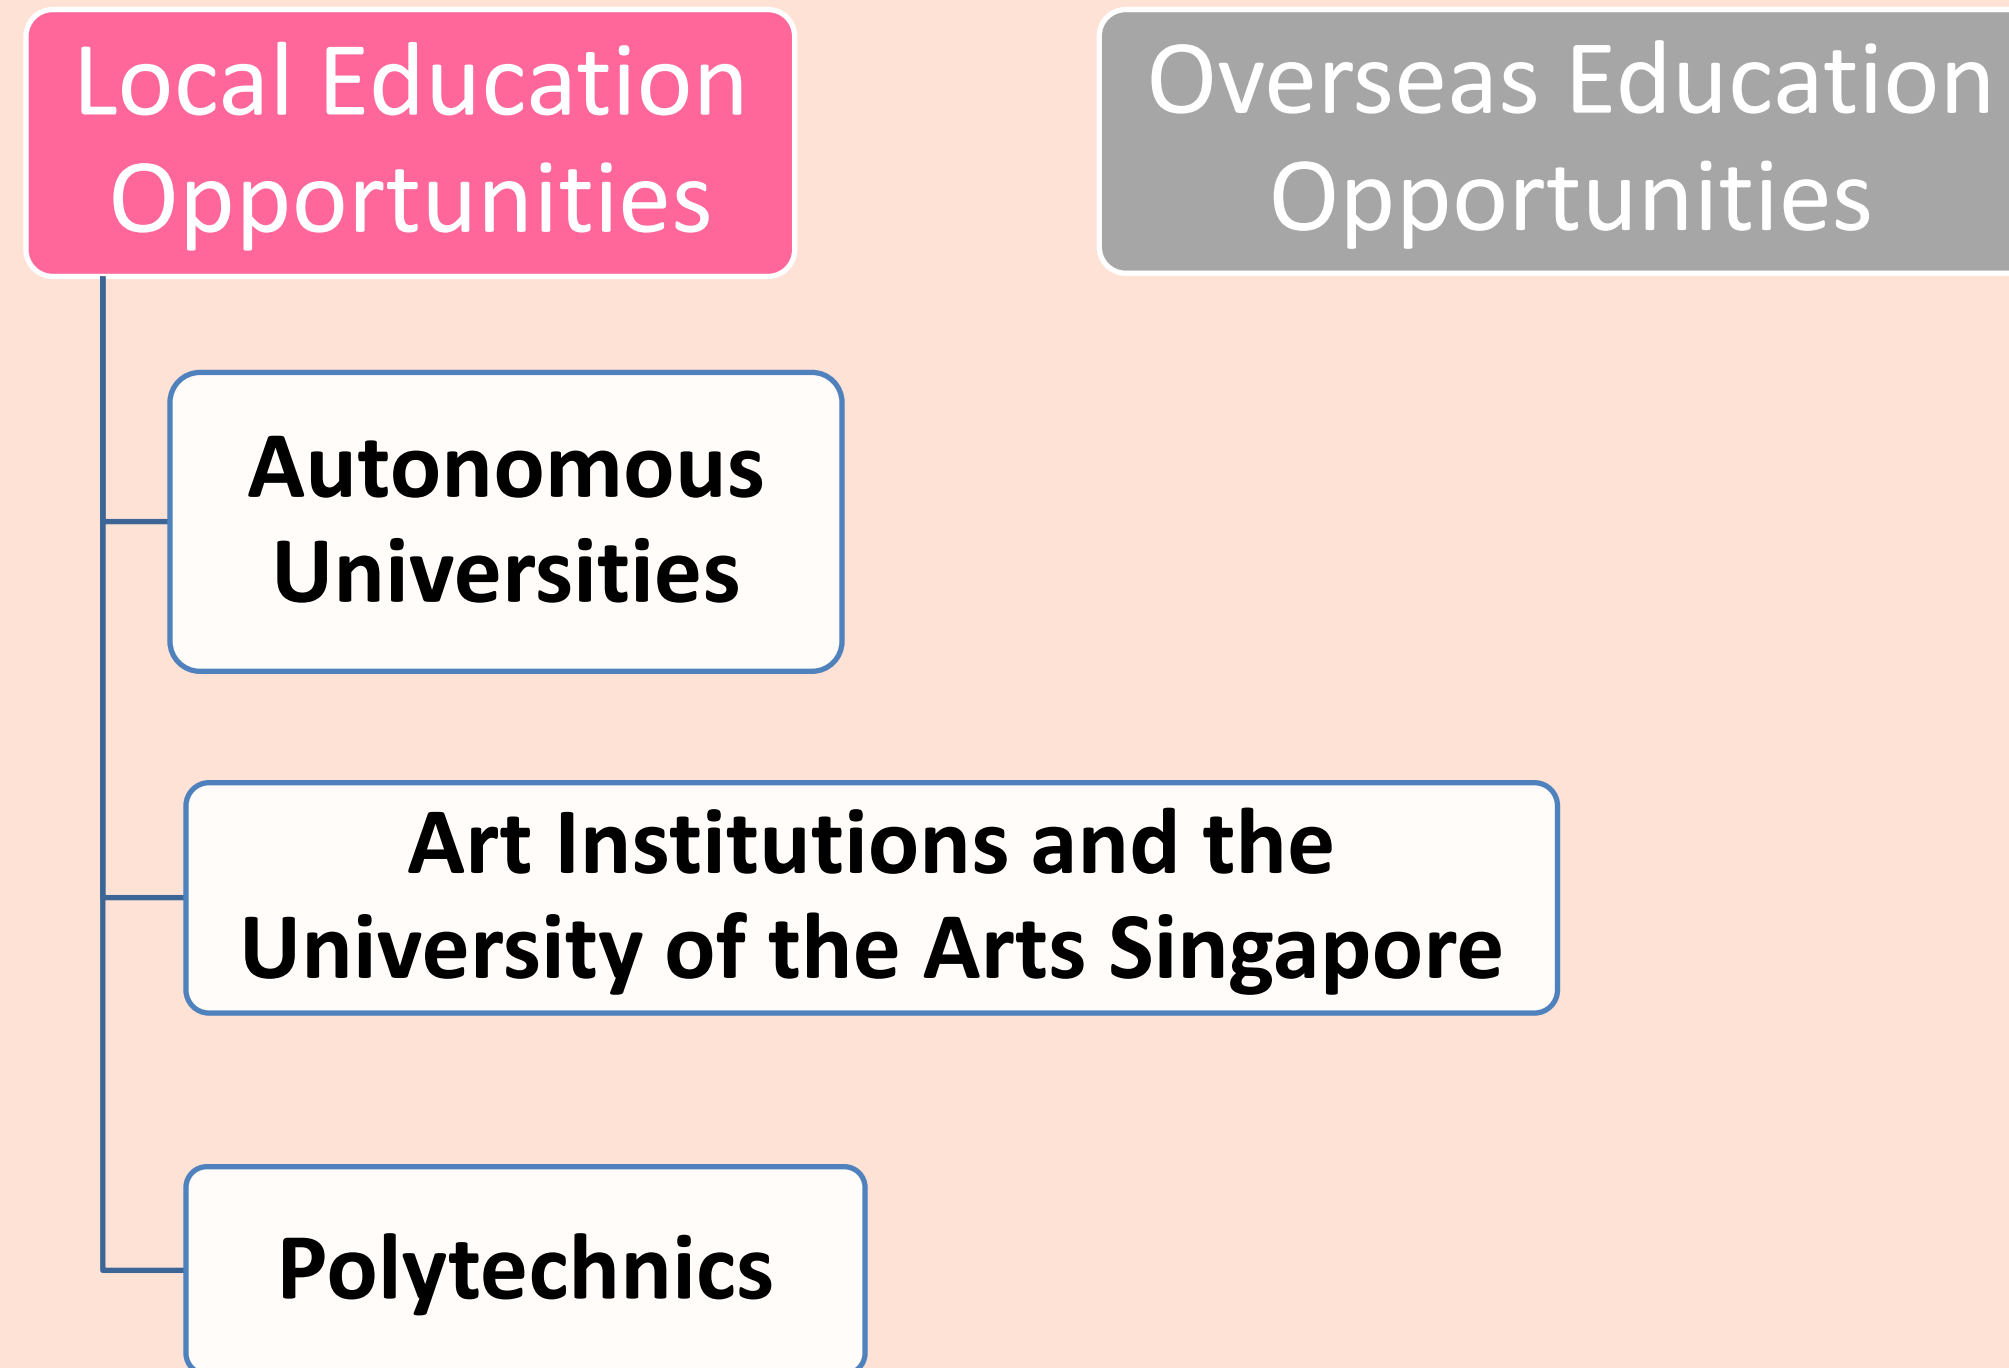 Local Education
Opportunities
Overseas Education
Opportunities
Autonomous
Universities
Art Institutions and the
University of the Arts Singapore
Polytechnics